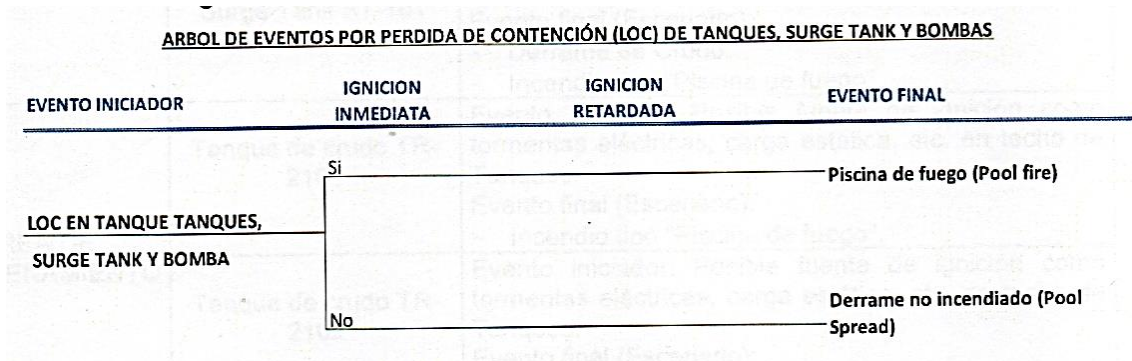 ARBOL DE EVENTOS POR PERDIDA DE CONTENCIÓN (LOC) DE TANQUES, SURGE TANK Y BOMBAS
EVENTO INICIADOR
IGNICION
INMEDIATA
IGNICION
RETARDADA
EVENTO FINAL
Si
Piscina de fuego (Pool fire)
LOC EN TANQUE TANQUES,
SURGE TANK Y BOMBA
No
Derrame no incendiado (Pool
Spread)